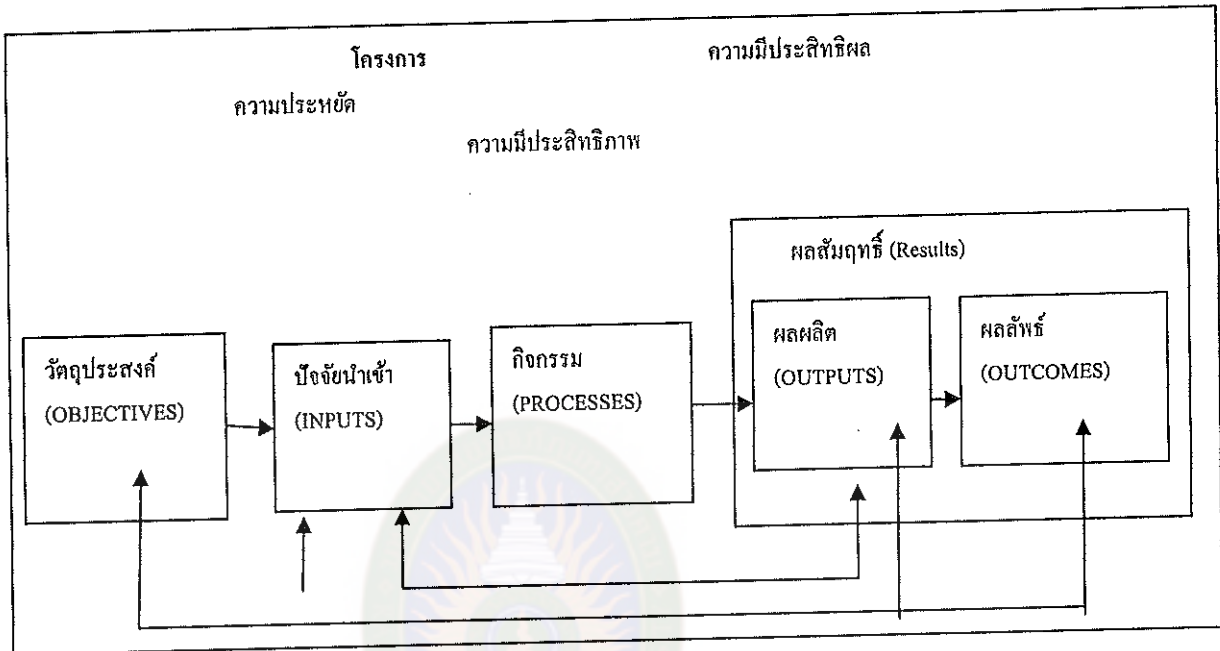 โครงการ
ความมีประสิทธิผล
ความประหยัด
ความมีประสิทธิภาพ
ผลสัมฤทธิ์ (Results)
วัตถุประสงค์
(OBJECTIVES)
ปัจจัยนำเข้า
(INPUTS)
กิจกรรม
(PROCESSES)
ผลผลิต
(OUTPUTS)
ผลลัพธ์
(OUTCOMES)